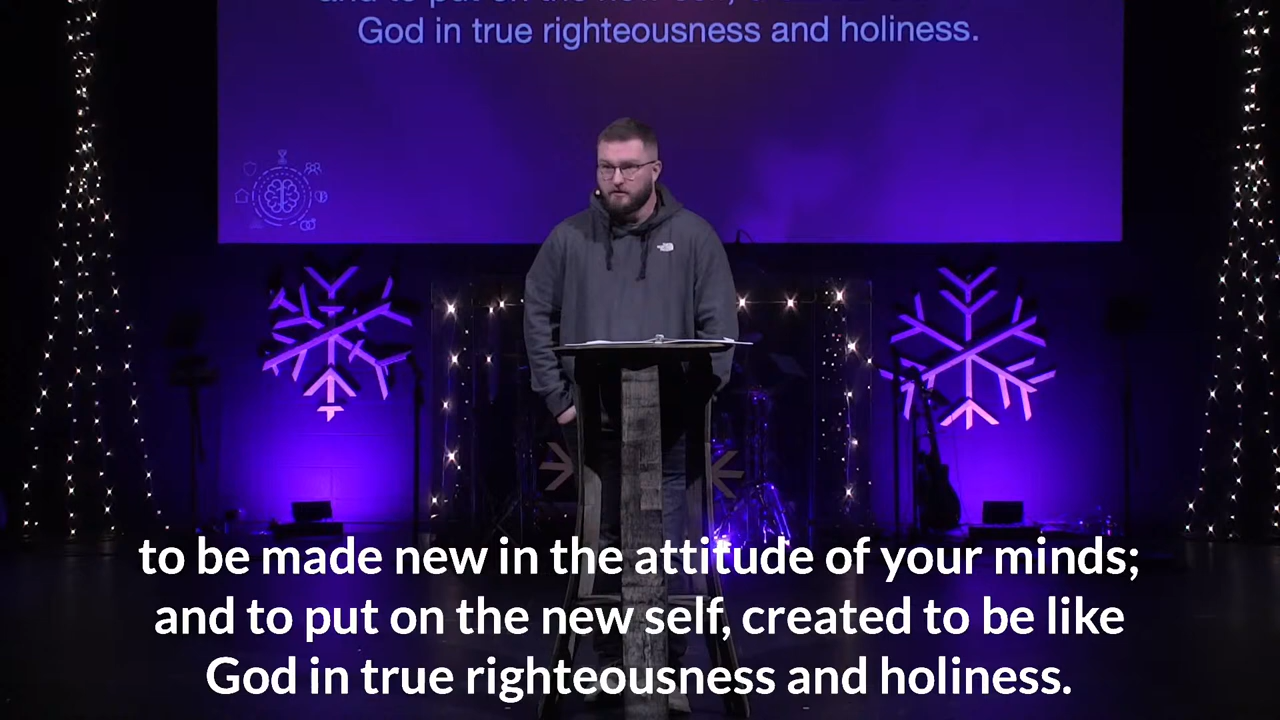 God in true righteousness and holiness.
to be made new in the attitude of your minds;
and to put on the new self, created to be like
God in true righteousness and holiness.